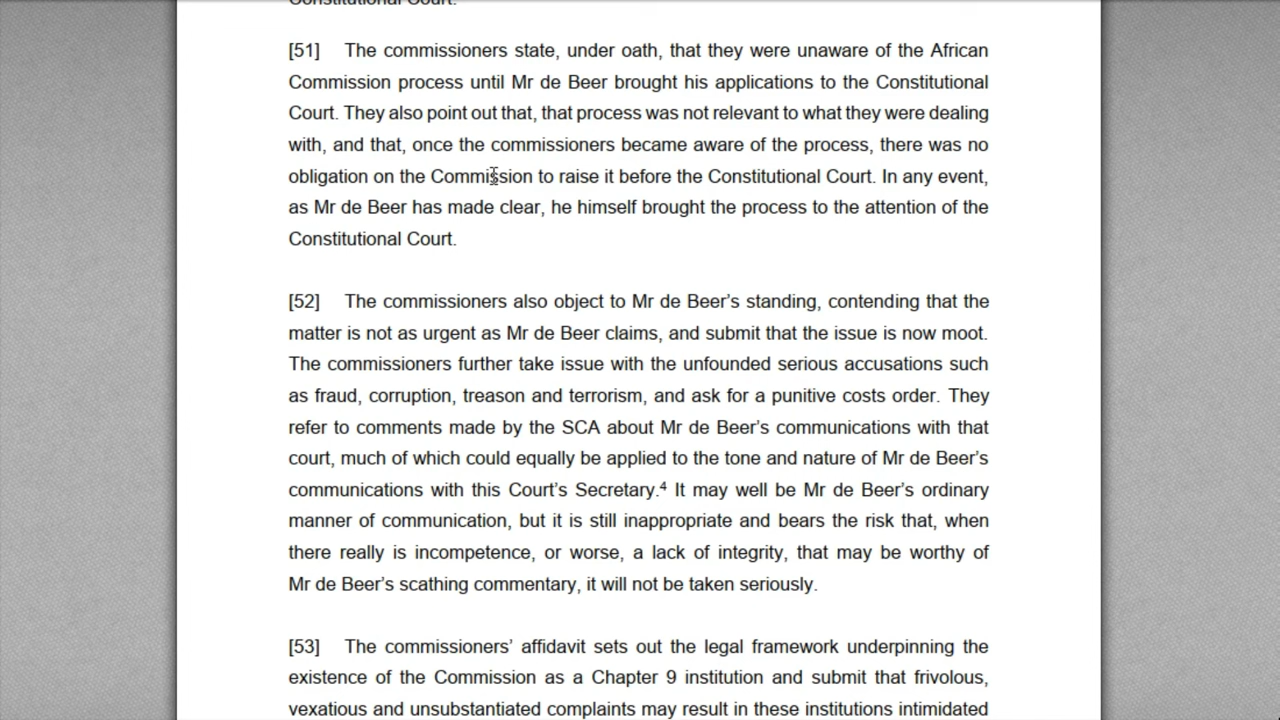 Constitutional Court.
[51] The commissioners state, under oath, that they were unaware of the African
Commission process until Mr de Beer brought his applications to the Constitutional
Court. They also point out that, that process was not relevant to what they were dealing
with, and that, once the commissioners became aware of the process, there was no
obligation on the Commission to raise it before the Constitutional Court. In any event,
as Mr de Beer has made clear, he himself brought the process to the attention of the
Constitutional Court.
[52] The commissioners also object to Mr de Beer’s standing, contending that the
matter is not as urgent as Mr de Beer claims, and submit that the issue is now moot.
The commissioners further take issue with the unfounded serious accusations such
as fraud, corruption, treason and terrorism, and ask for a punitive costs order. They
refer to comments made by the SCA about Mr de Beer’s communications with that
court, much of which could equally be applied to the tone and nature of Mr de Beer’s
communications with this Court’s Secretary.⁴ It may well be Mr de Beer’s ordinary
manner of communication, but it is still inappropriate and bears the risk that, when
there really is incompetence, or worse, a lack of integrity, that may be worthy of
Mr de Beer’s scathing commentary, it will not be taken seriously.
[53] The commissioners’ affidavit sets out the legal framework underpinning the
existence of the Commission as a Chapter 9 institution and submit that frivolous,
vexatious and unsubstantiated complaints may result in these institutions intimidated